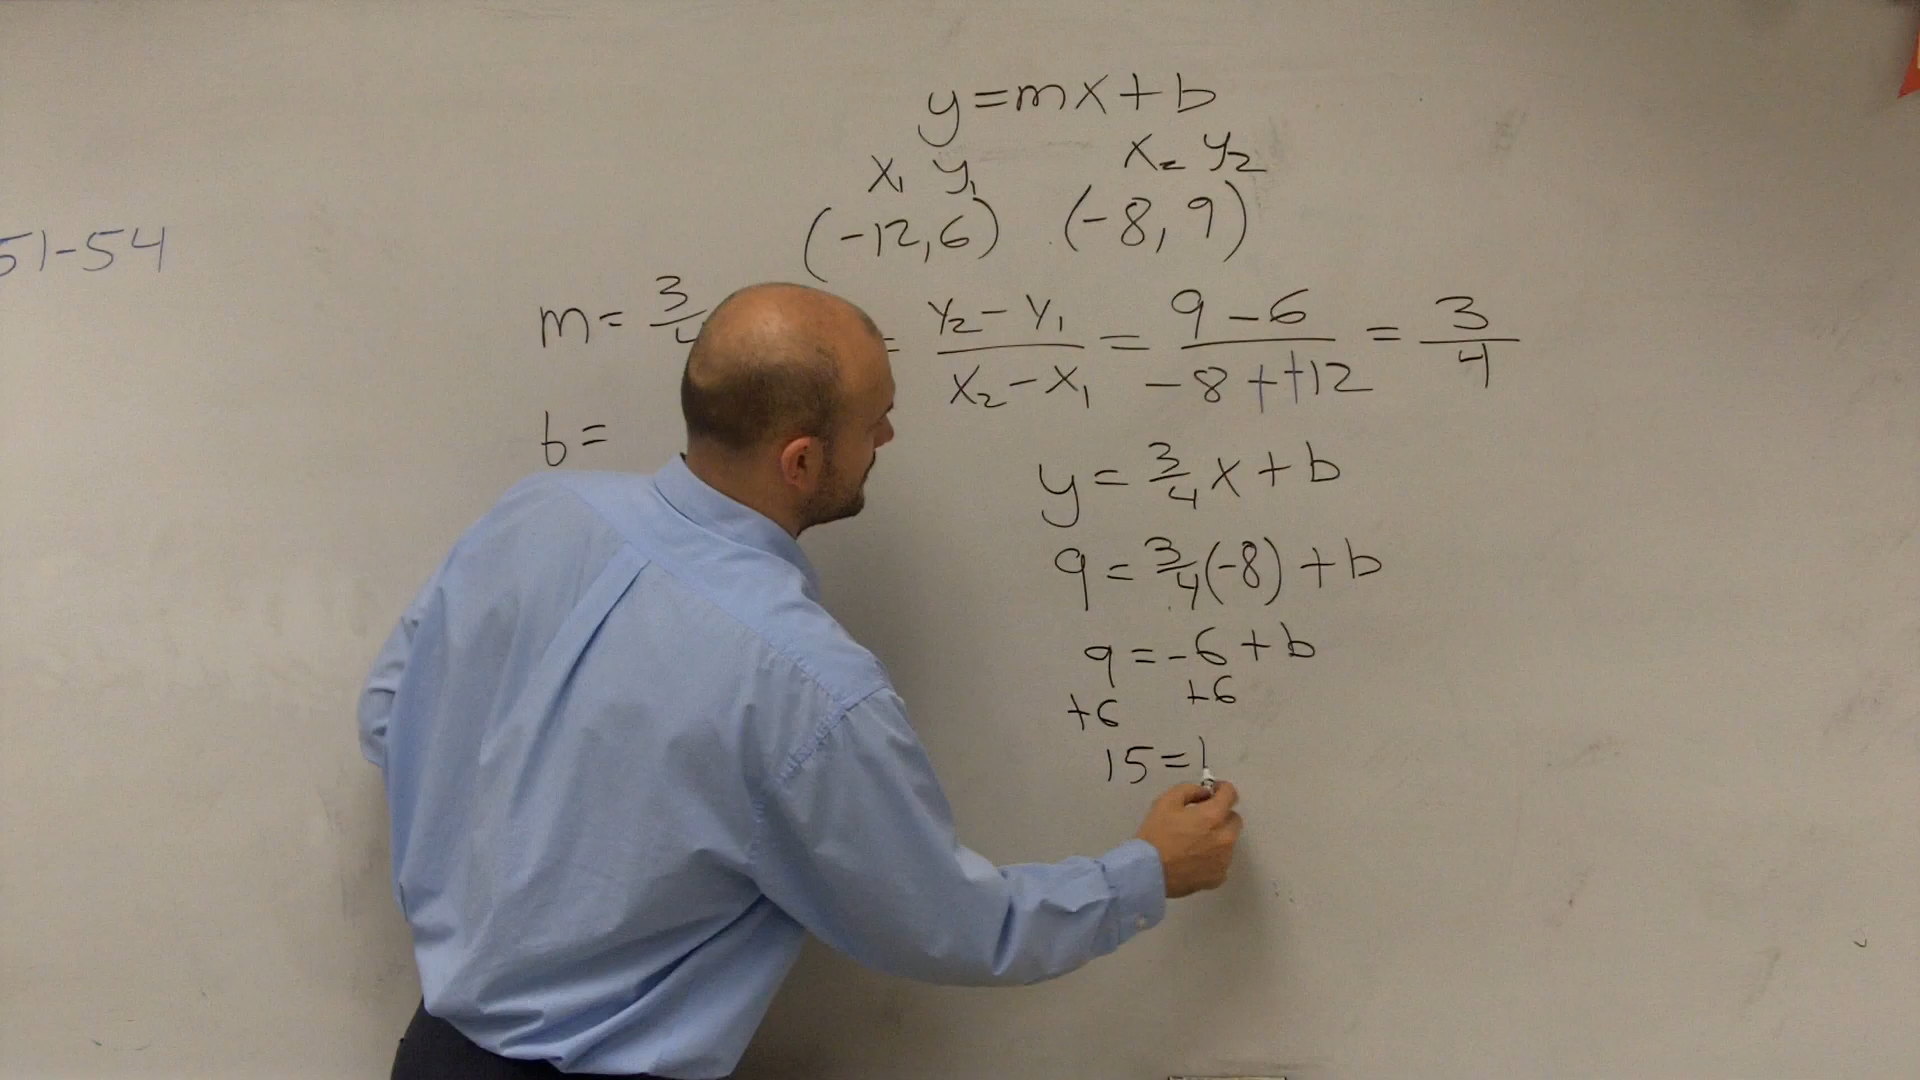 y=mx+b
x₁ y₁ x₂ y₂
(-12,6) (-8,9)
51-54
m= 3/4 = y₂-y₁/x₂-x₁ = 9-6/-8++12 = 3/4
b=
y= 3/4 x+b
9= 3/4(-8)+b
9=-6+b
+6 +6
15=